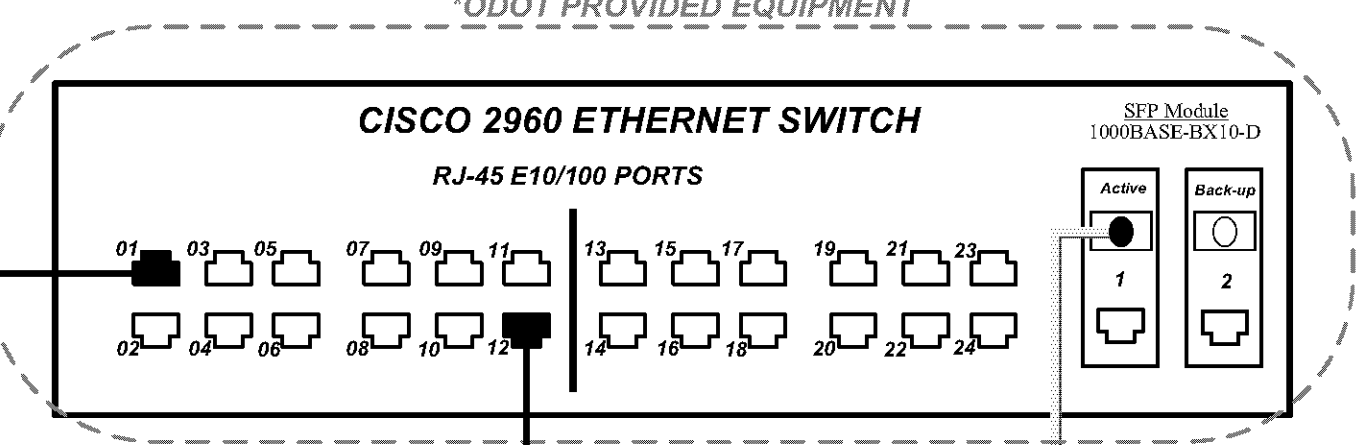 *ODOT PROVIDED EQUIPMENT
CISCO 2960 ETHERNET SWITCH
SFP Module
1000BASE-BX10-D
RJ-45 E10/100 PORTS
Active
Back-up
01 03 05 07 09 11 13 15 17 19 21 23
1
2
02 04 06 08 10 12 14 16 18 20 22 24